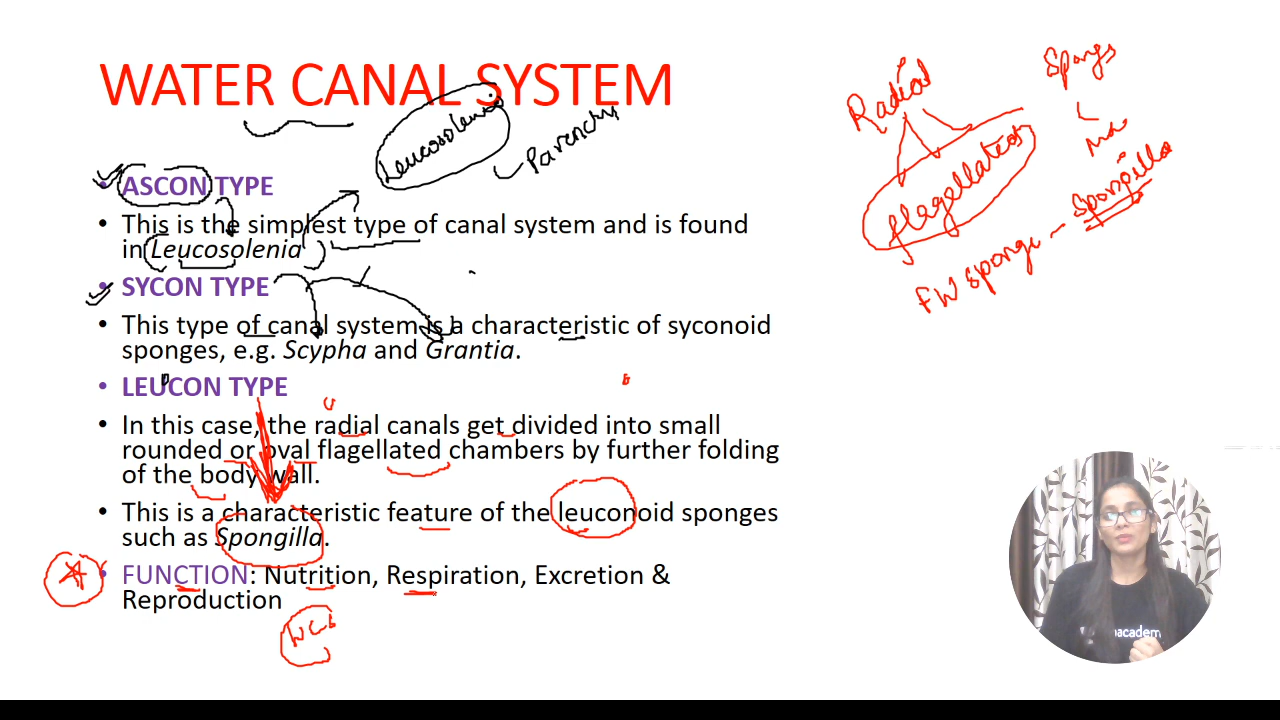 WATER CANAL SYSTEM
Leucosolenia
Parenchy
Radial
flagellated
Spongs
Spongilla
FW sponge -
• ASCON TYPE
• This is the simplest type of canal system and is found
in Leucosolenia
• SYCON TYPE
• This type of canal system is a characteristic of syconoid
sponges, e.g. Scypha and Grantia.
• LEUCON TYPE
• In this case, the radial canals get divided into small
rounded or oval flagellated chambers by further folding
of the body wall.
• This is a characteristic feature of the leuconoid sponges
such as Spongilla.
• FUNCTION: Nutrition, Respiration, Excretion &
Reproduction